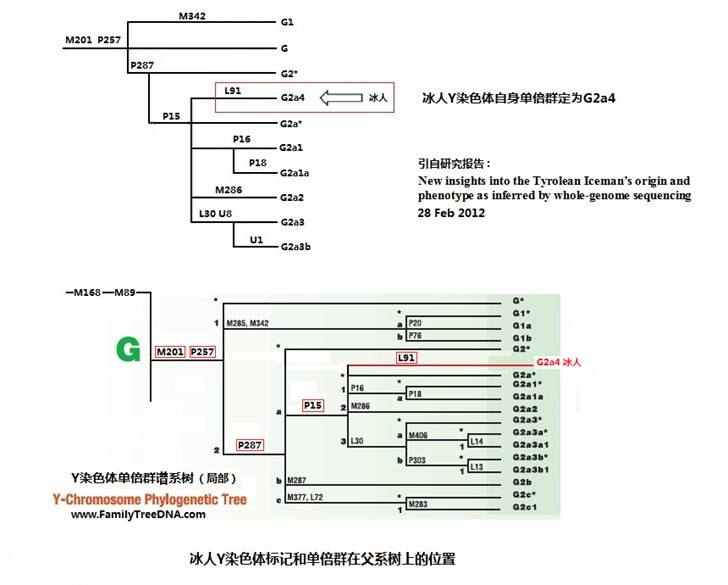 M342
G1
M201 P257
G
P287
G2*
L91
G2a4
冰人
冰人Y染色体自身单倍群定为G2a4
P15
G2a*
P16
G2a1
P18
G2a1a
引自研究报告:
New insights into the Tyrolean Iceman's origin and
phenotype as inferred by whole-genome sequencing
28 Feb 2012
M286
G2a2
L30 U8
G2a3
U1
G2a3b
M168
M89
G
M201 P257
*
G*
1
M285, M342
*
G1*
a
P20
G1a
b
P76
G1b
2
P287
*
G2*
a
P15
L91
G2a4 冰人
*
G2a*
1
P16
*
G2a1*
a
P18
G2a1a
2
M286
G2a2
3
L30
*
G2a3*
a
M406
*
G2a3a*
1
L14
G2a3a1
b
P303
*
G2a3b*
1
L13
G2a3b1
b
M287
G2b
c
M377, L72
*
G2c*
1
M283
G2c1
Y染色体单倍群谱系树(局部)
Y-Chromosome Phylogenetic Tree
www.FamilyTreeDNA.com
冰人Y染色体标记和单倍群在父系树上的位置